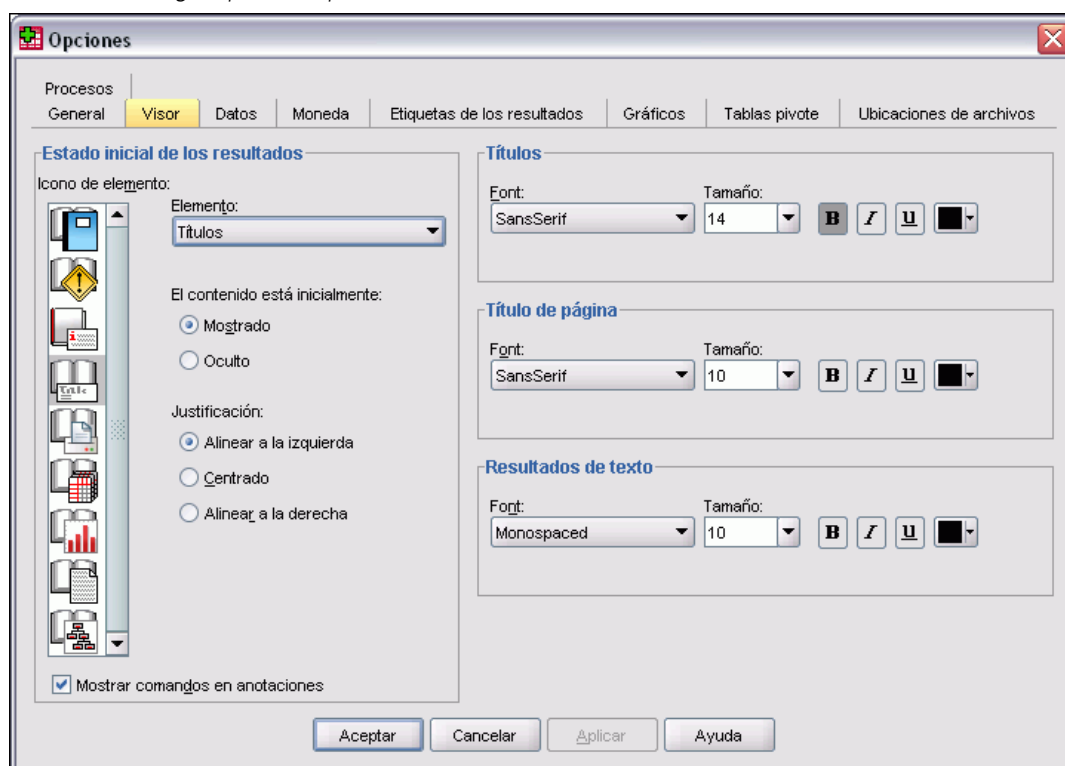 Opciones
Procesos
General Visor Datos Moneda Etiquetas de los resultados Gráficos Tablas pivote Ubicaciones de archivos
Estado inicial de los resultados
Icono de elemento:
Elemento:
Títulos
El contenido está inicialmente:
Mostrado
Oculto
Justificación:
Alinear a la izquierda
Centrado
Alinear a la derecha
Title
Mostrar comandos en anotaciones
Títulos
Font: Tamaño:
SansSerif 14 B I U
Título de página
Font: Tamaño:
SansSerif 10 B I U
Resultados de texto
Font: Tamaño:
Monospaced 10 B I U
Aceptar Cancelar Aplicar Ayuda